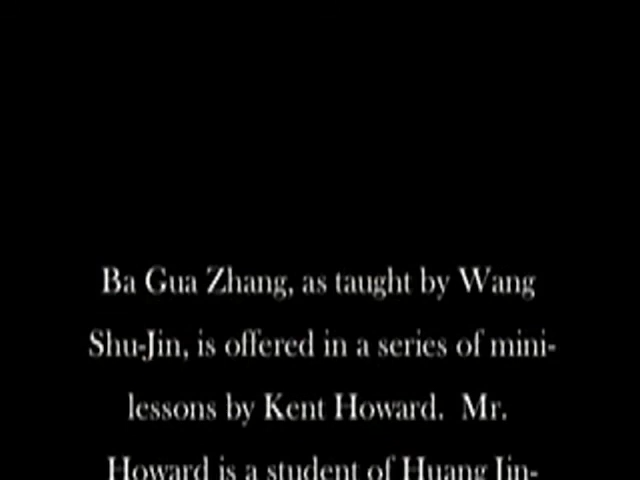 Ba Gua Zhang, as taught by Wang
Shu-Jin, is offered in a series of mini-
lessons by Kent Howard.  Mr.
Howard is a student of Huang Jin-